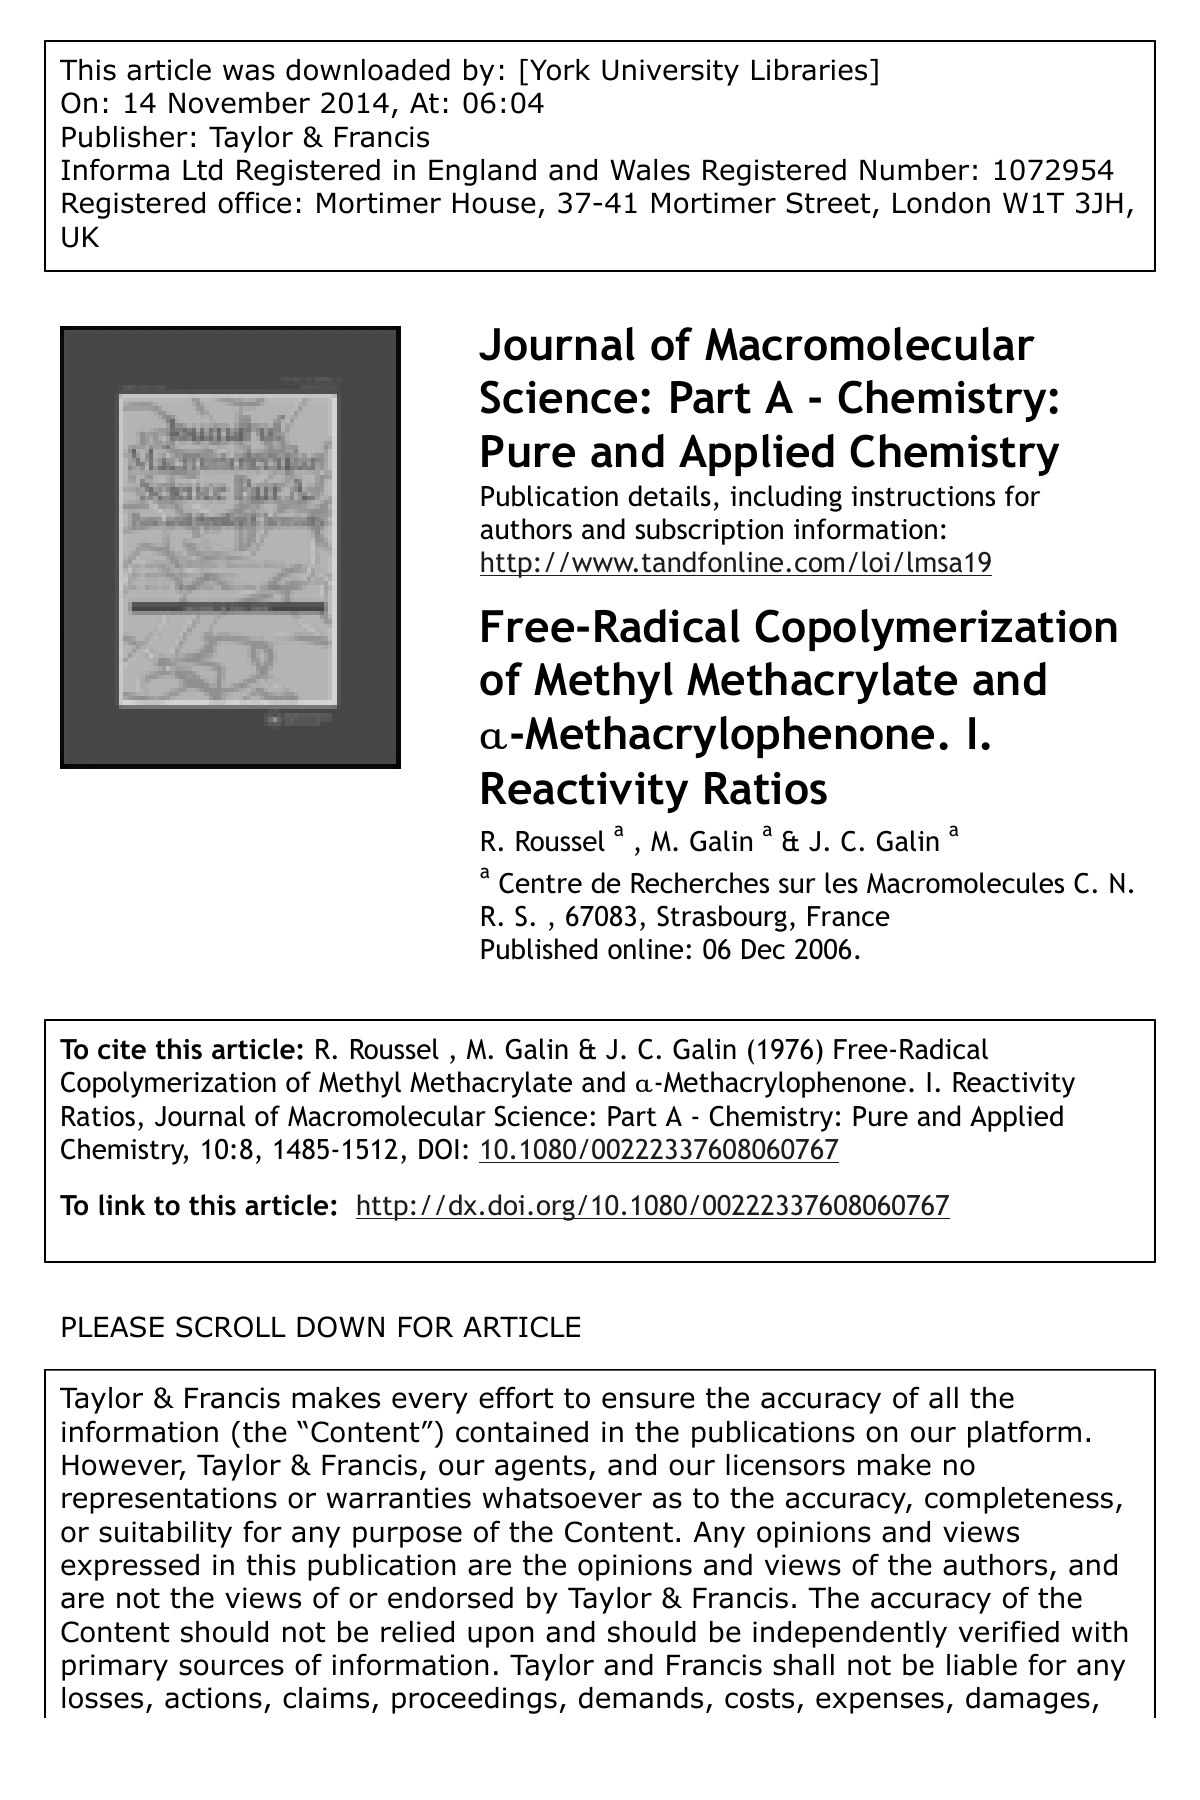 This article was downloaded by: [York University Libraries]
On: 14 November 2014, At: 06:04
Publisher: Taylor & Francis
Informa Ltd Registered in England and Wales Registered Number: 1072954
Registered office: Mortimer House, 37-41 Mortimer Street, London W1T 3JH,
UK
Journal of
Macromolecular
Science Part A
Journal of Macromolecular
Science: Part A - Chemistry:
Pure and Applied Chemistry
Publication details, including instructions for
authors and subscription information:
http://www.tandfonline.com/loi/lmsa19
Free-Radical Copolymerization
of Methyl Methacrylate and
α-Methacrylophenone. I.
Reactivity Ratios
R. Roussel a , M. Galin a & J. C. Galin a
a Centre de Recherches sur les Macromolecules C. N.
R. S. , 67083, Strasbourg, France
Published online: 06 Dec 2006.
To cite this article: R. Roussel , M. Galin & J. C. Galin (1976) Free-Radical
Copolymerization of Methyl Methacrylate and α-Methacrylophenone. I. Reactivity
Ratios, Journal of Macromolecular Science: Part A - Chemistry: Pure and Applied
Chemistry, 10:8, 1485-1512, DOI: 10.1080/00222337608060767
To link to this article: http://dx.doi.org/10.1080/00222337608060767
PLEASE SCROLL DOWN FOR ARTICLE
Taylor & Francis makes every effort to ensure the accuracy of all the
information (the “Content”) contained in the publications on our platform.
However, Taylor & Francis, our agents, and our licensors make no
representations or warranties whatsoever as to the accuracy, completeness,
or suitability for any purpose of the Content. Any opinions and views
expressed in this publication are the opinions and views of the authors, and
are not the views of or endorsed by Taylor & Francis. The accuracy of the
Content should not be relied upon and should be independently verified with
primary sources of information. Taylor and Francis shall not be liable for any
losses, actions, claims, proceedings, demands, costs, expenses, damages,